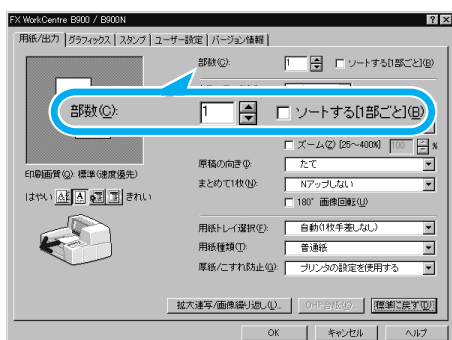 FX WorkCentre B900 / B900N
用紙/出力 グラフィックス スタンプ ユーザー設定 バージョン情報
部数(C): 1 ソートする[1部ごと](B)
部数(C): 1 ソートする[1部ごと](B)
ズーム(Z) [25～400%] 100 %
原稿の向き(I): たて
まとめて1枚(N): Nアップしない
180° 画像回転(U)
印刷画質(Q): 標準(速度優先)
はやい きれい
用紙トレイ選択(F): 自動(1枚手差しなし)
用紙種類(T): 普通紙
厚紙/こすれ防止(G): プリンタの設定を使用する
拡大連写/画像繰り返し(L)... OHP合紙(9)... 標準に戻す(D)
OK キャンセル ヘルプ